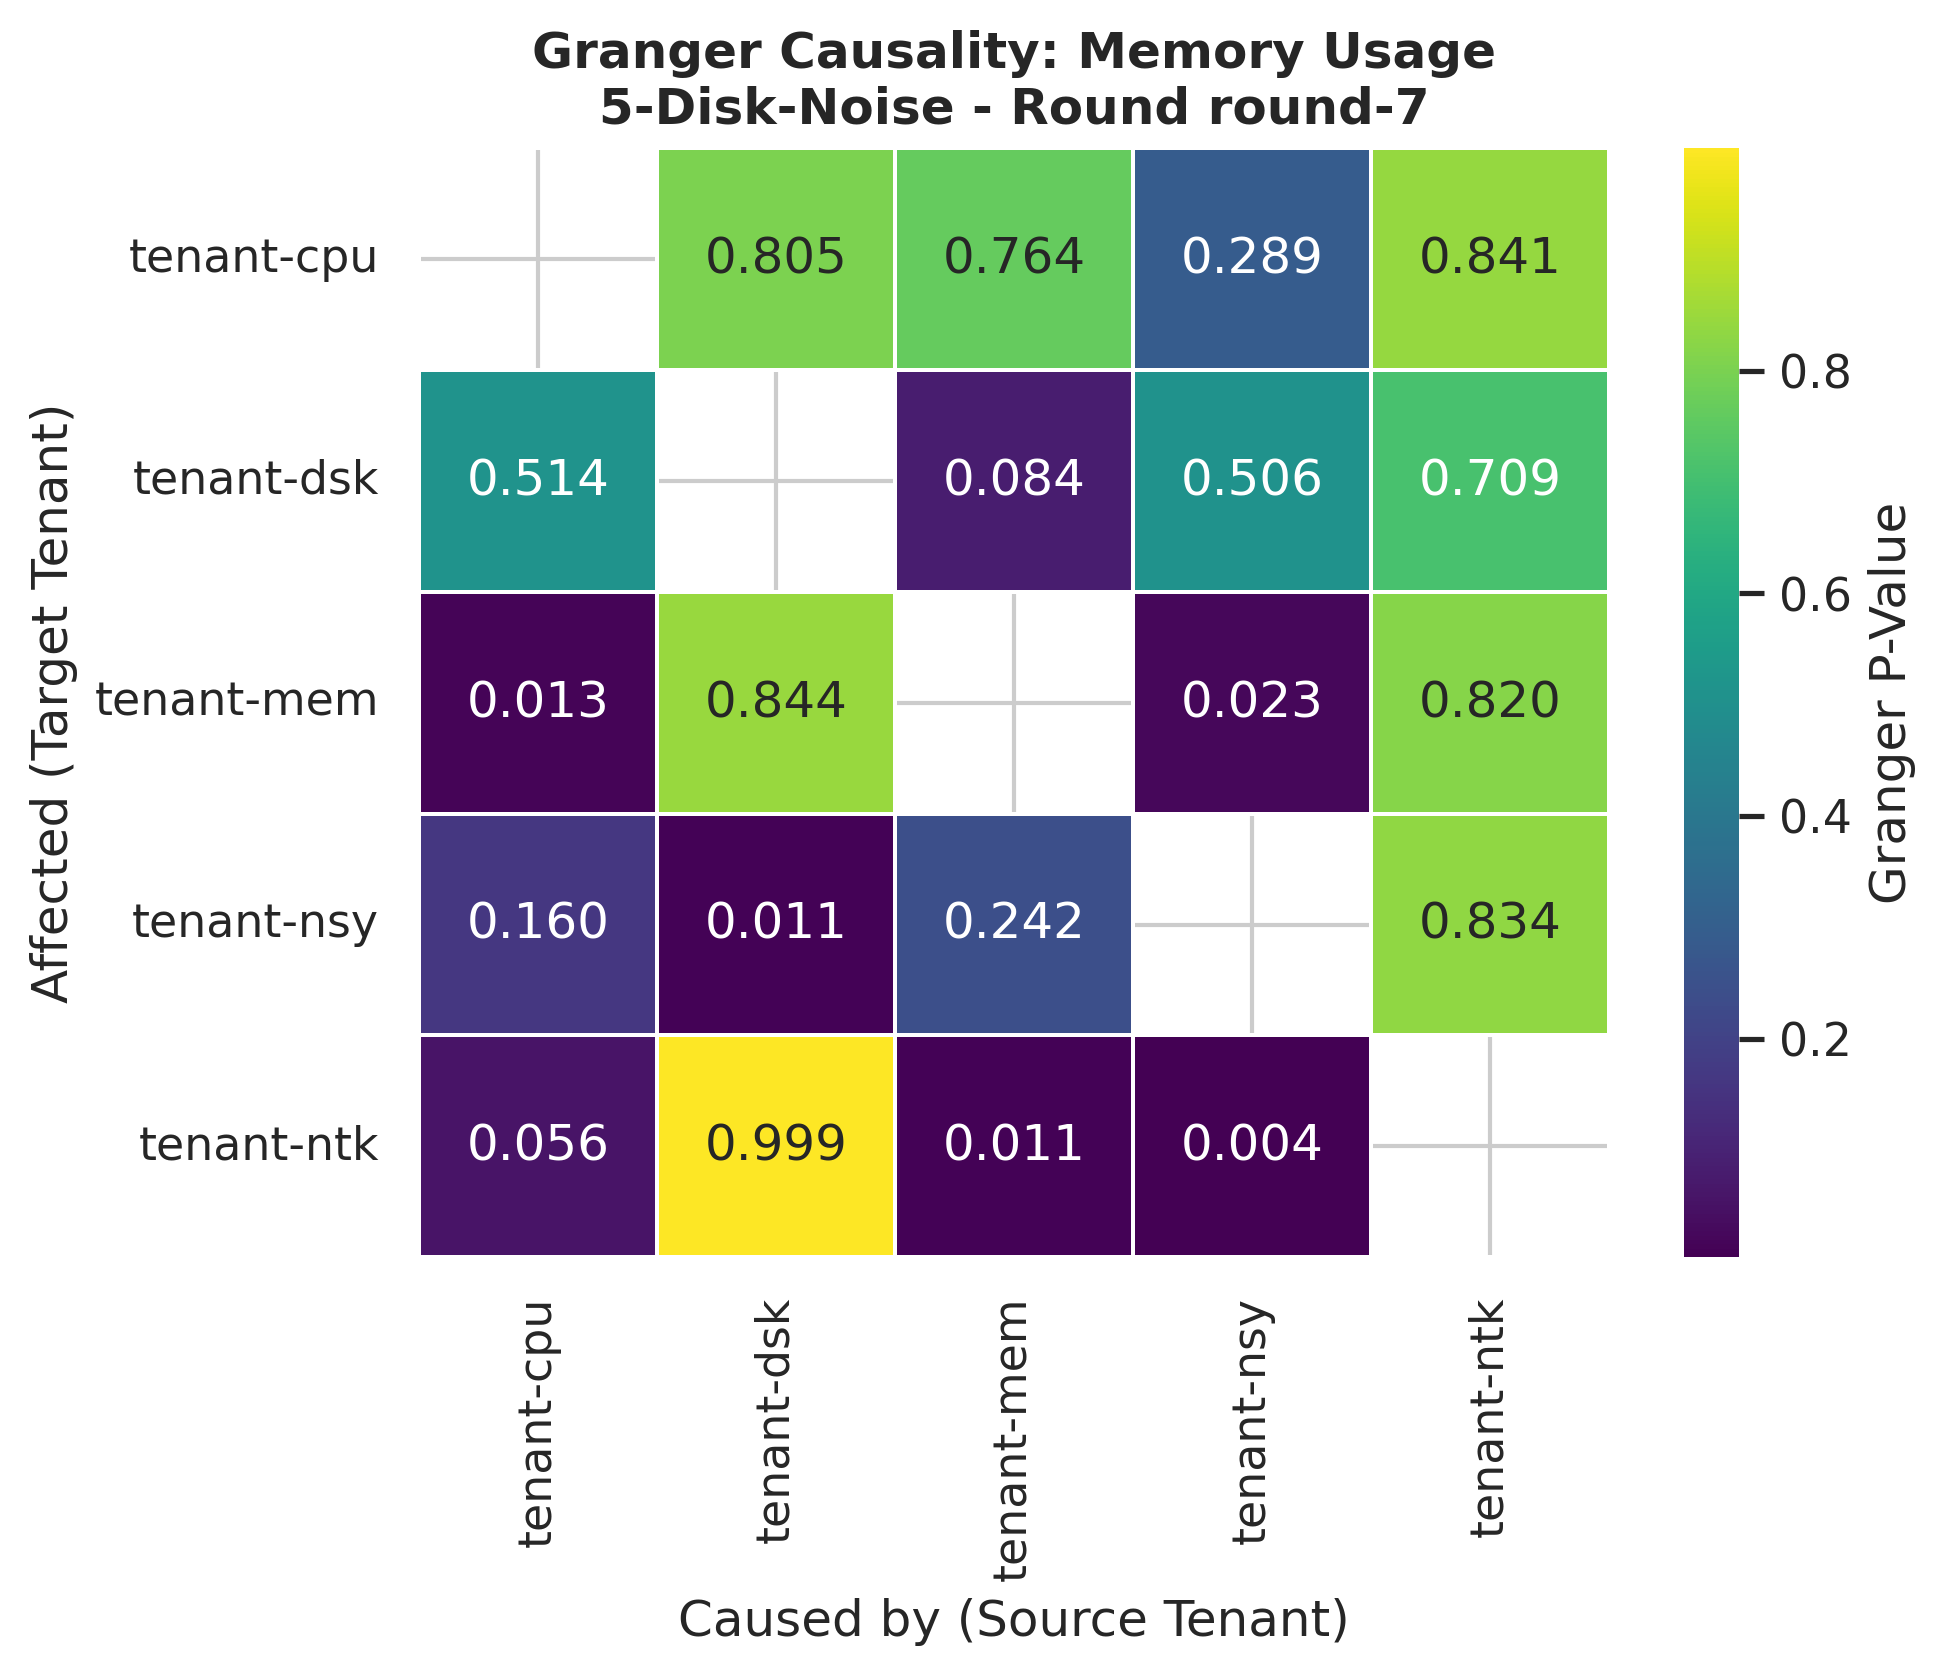 Granger Causality: Memory Usage
5-Disk-Noise - Round round-7
Affected (Target Tenant)
tenant-cpu
0.805 0.764 0.289 0.841
tenant-dsk
0.514 0.084 0.506 0.709
tenant-mem
0.013 0.844 0.023 0.820
tenant-nsy
0.160 0.011 0.242 0.834
tenant-ntk
0.056 0.999 0.011 0.004
tenant-cpu
tenant-dsk
tenant-mem
tenant-nsy
tenant-ntk
Caused by (Source Tenant)
0.8
0.6
0.4
0.2
Granger P-Value